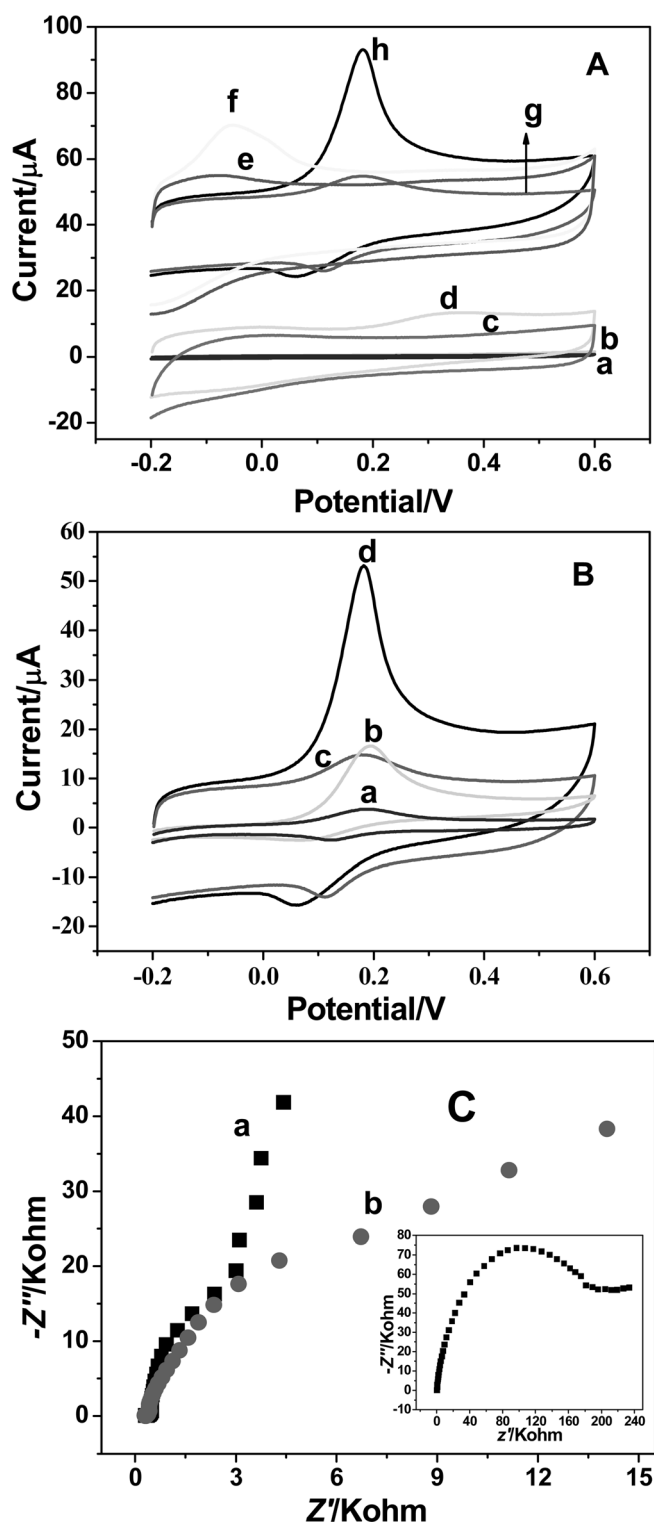 A
h
f
g
e
d
c
b
a
100
80
60
40
20
0
-20
Current/μA
-0.2 0.0 0.2 0.4 0.6
Potential/V
B
d
b
c
a
60
50
40
30
20
10
0
-10
-20
Current/μA
-0.2 0.0 0.2 0.4 0.6
Potential/V
C
a
b
50
40
30
20
10
0
-Z''/Kohm
0 3 6 9 12 15
Z'/Kohm
80
70
60
50
40
30
20
10
0
-10
-Z''/Kohm
0 40 80 120 160 200 240
z'/Kohm